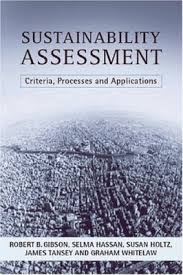 SUSTAINABILITY
ASSESSMENT
Criteria, Processes and Applications
ROBERT B. GIBSON, SELMA HASSAN, SUSAN HOLTZ,
JAMES TANSEY AND GRAHAM WHITELAW